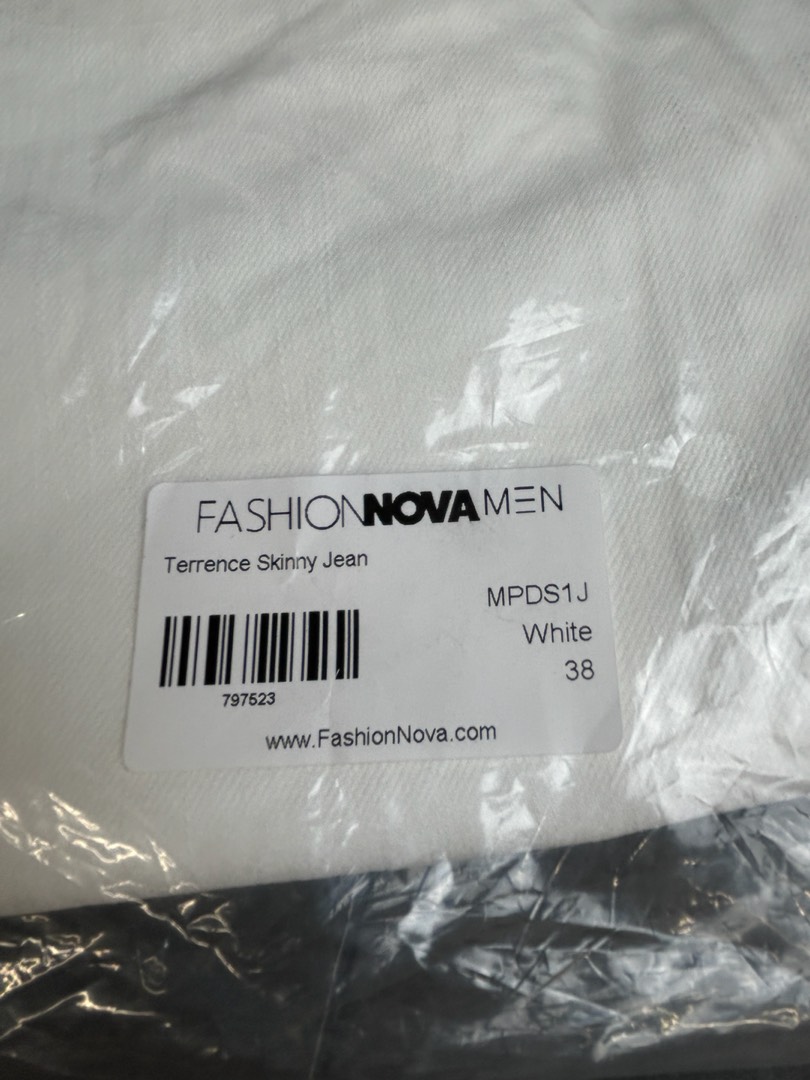 FASHIONNOVAMEN
Terrence Skinny Jean
MPDS1J
White
38
797523
www.FashionNova.com